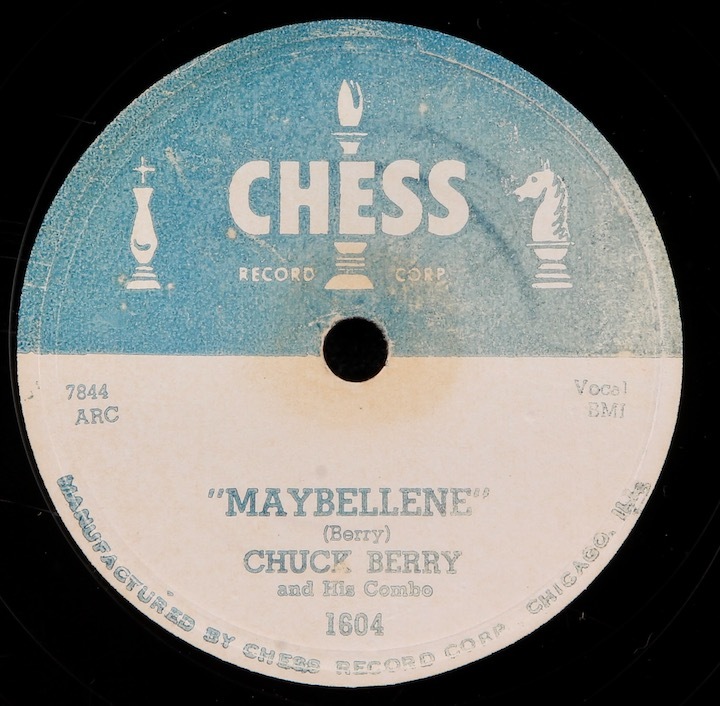 CHESS
RECORD CORP.
7844
ARC
Vocal
BMI
"MAYBELLENE"
(Berry)
CHUCK BERRY
and His Combo
1604
MANUFACTURED BY CHESS RECORD CORP. CHICAGO,